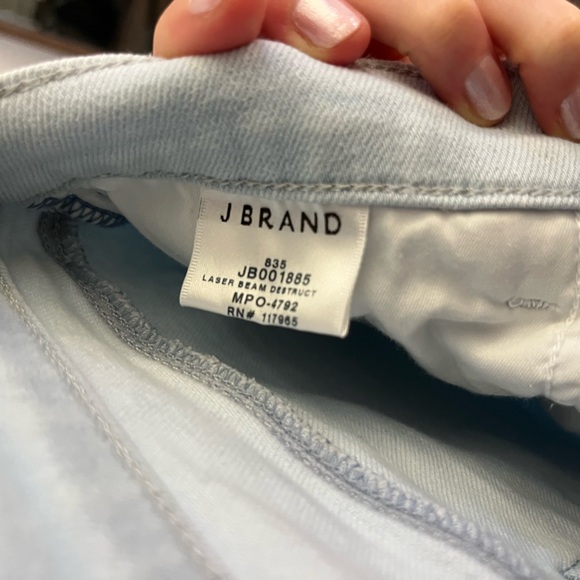 J BRAND
835
JB001885
LASER BEAM DESTRUCT
MPO-4792
RN# 117965